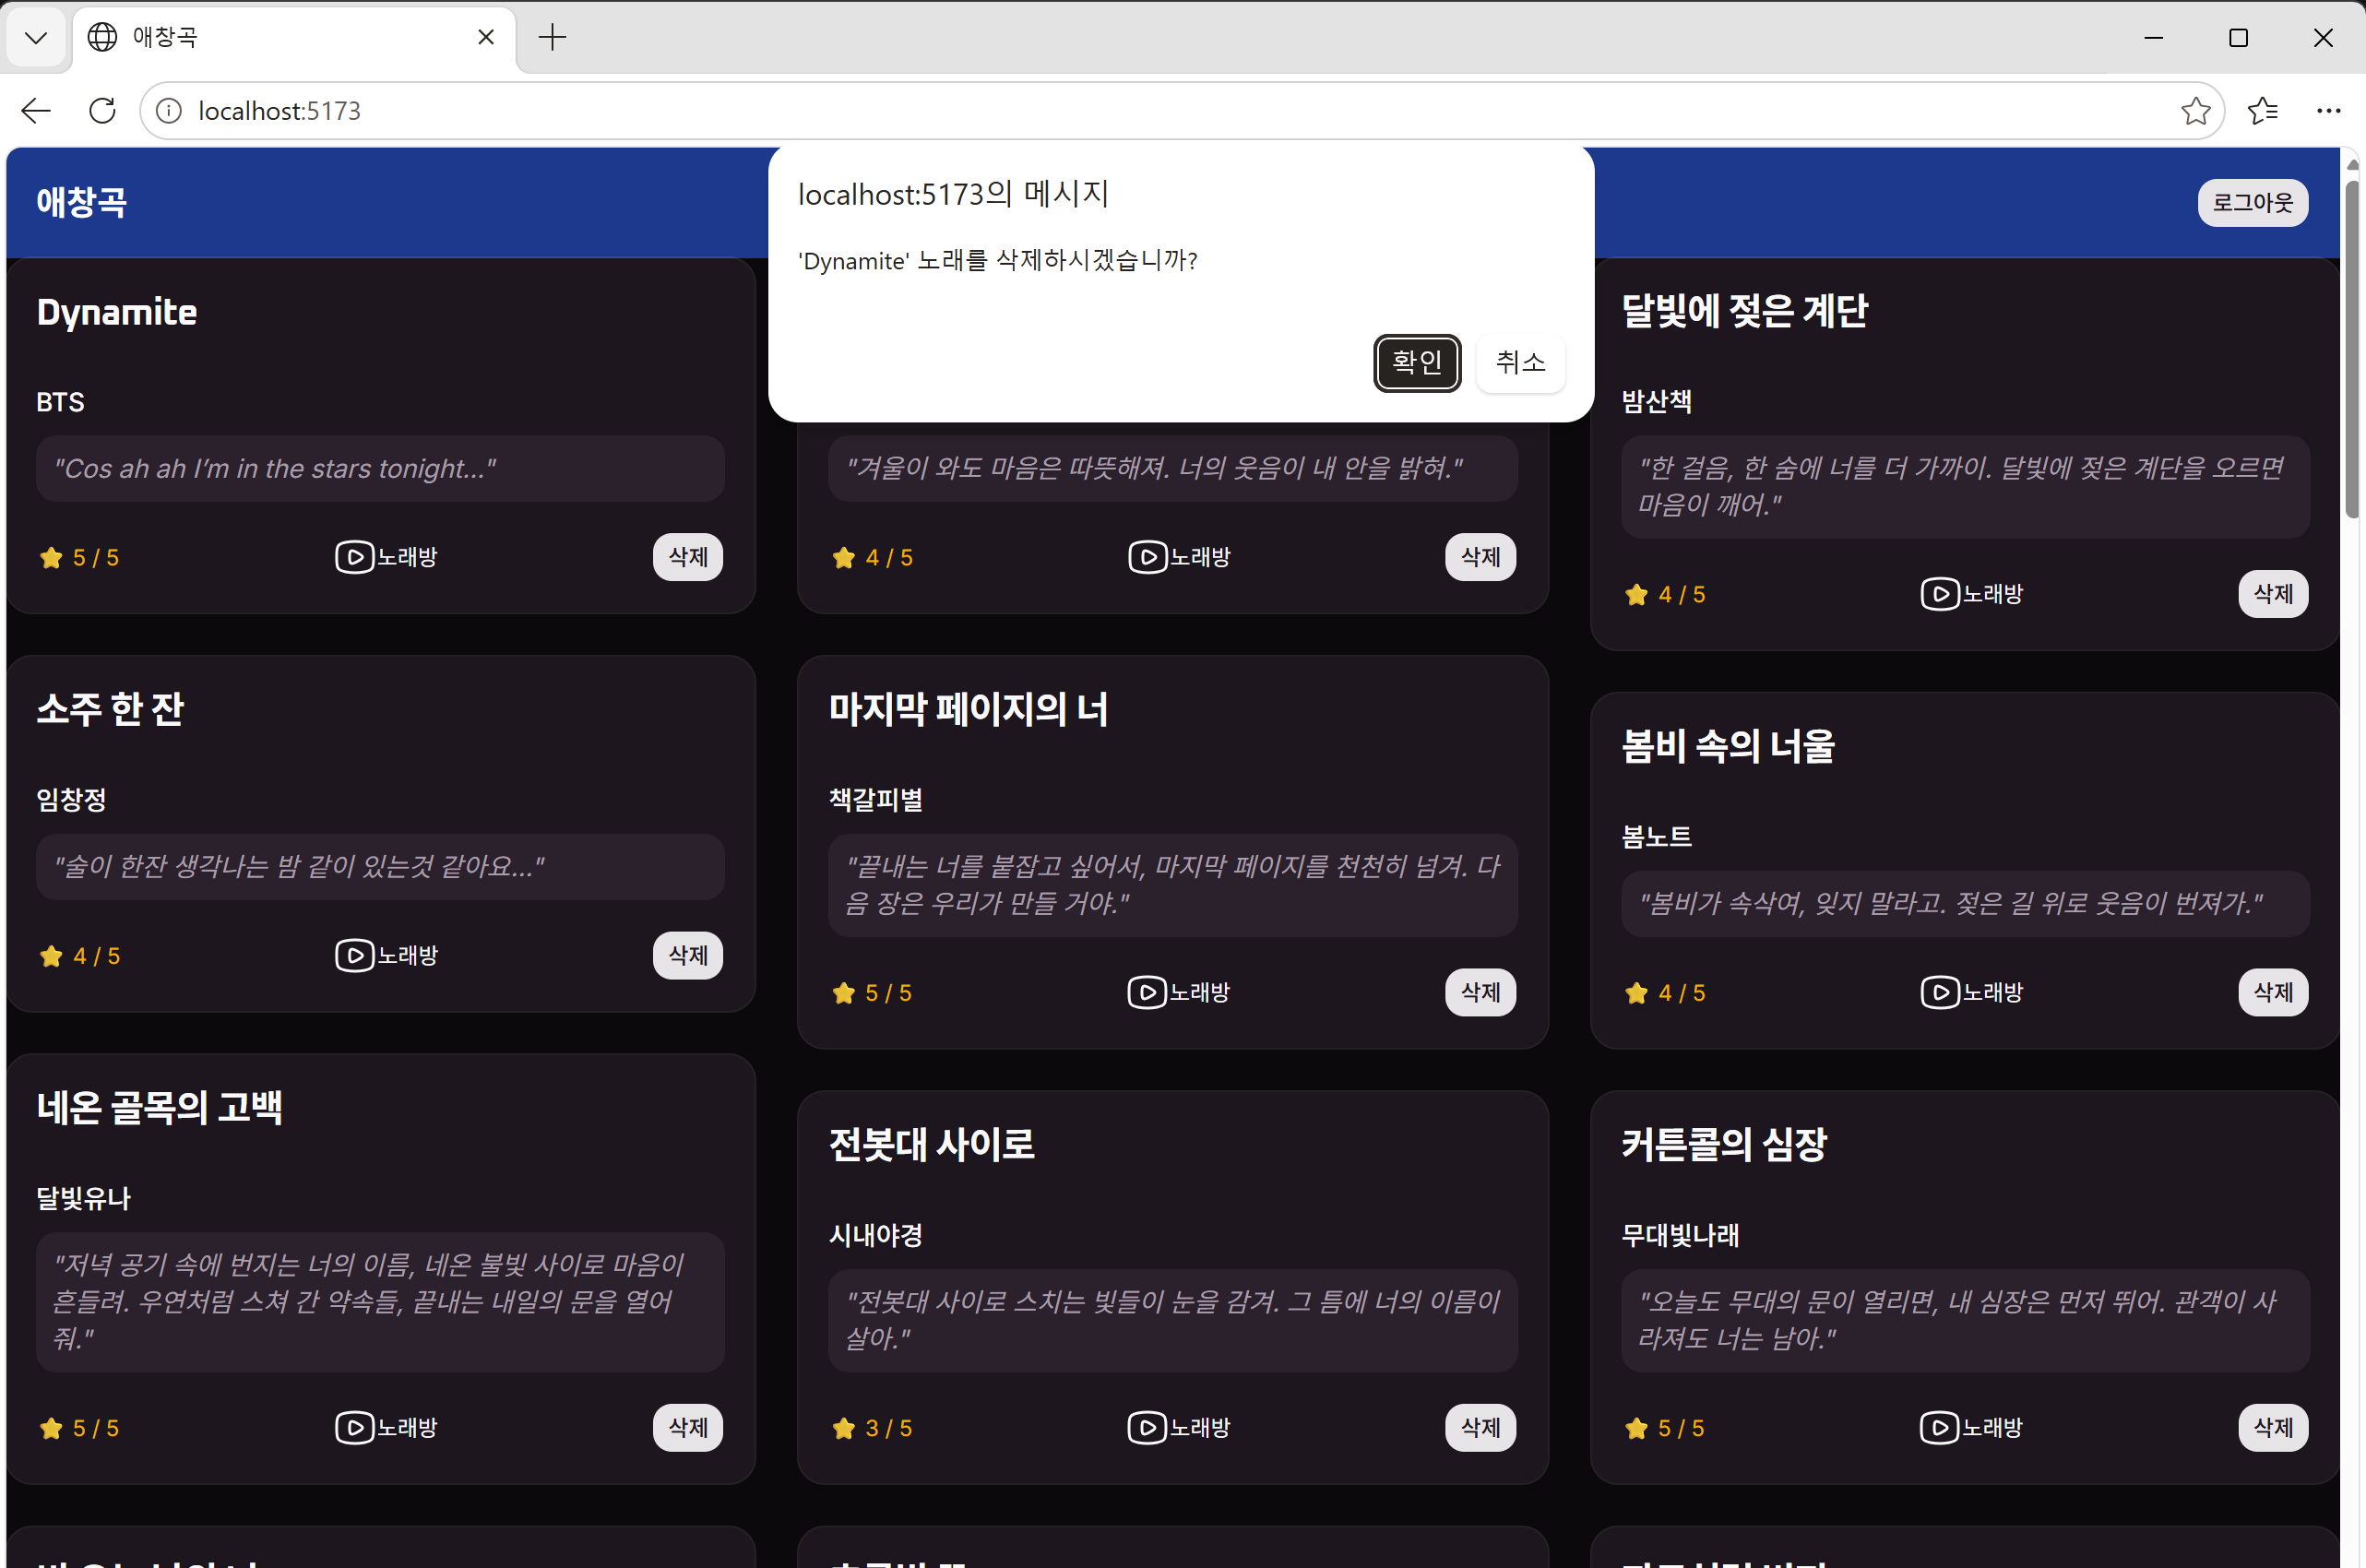 애창곡
localhost:5173
애창곡
로그아웃
localhost:5173의 메시지
'Dynamite' 노래를 삭제하시겠습니까?
확인
취소
Dynamite
BTS
"Cos ah ah I’m in the stars tonight..."
5 / 5
노래방
삭제
"겨울이 와도 마음은 따뜻해져. 너의 웃음이 내 안을 밝혀."
4 / 5
노래방
삭제
달빛에 젖은 계단
밤산책
"한 걸음, 한 숨에 너를 더 가까이. 달빛에 젖은 계단을 오르면
마음이 깨어."
4 / 5
노래방
삭제
소주 한 잔
임창정
"술이 한잔 생각나는 밤 같이 있는것 같아요..."
4 / 5
노래방
삭제
마지막 페이지의 너
책갈피별
"끝내는 너를 붙잡고 싶어서, 마지막 페이지를 천천히 넘겨. 다
음 장은 우리가 만들 거야."
5 / 5
노래방
삭제
봄비 속의 너울
봄노트
"봄비가 속삭여, 잊지 말라고. 젖은 길 위로 웃음이 번져가."
4 / 5
노래방
삭제
네온 골목의 고백
달빛유나
"저녁 공기 속에 번지는 너의 이름, 네온 불빛 사이로 마음이
흔들려. 우연처럼 스쳐 간 약속들, 끝내는 내일의 문을 열어
줘."
5 / 5
노래방
삭제
전봇대 사이로
시내야경
"전봇대 사이로 스치는 빛들이 눈을 감겨. 그 틈에 너의 이름이
살아."
3 / 5
노래방
삭제
커튼콜의 심장
무대빛나래
"오늘도 무대의 문이 열리면, 내 심장은 먼저 뛰어. 관객이 사
라져도 너는 남아."
5 / 5
노래방
삭제